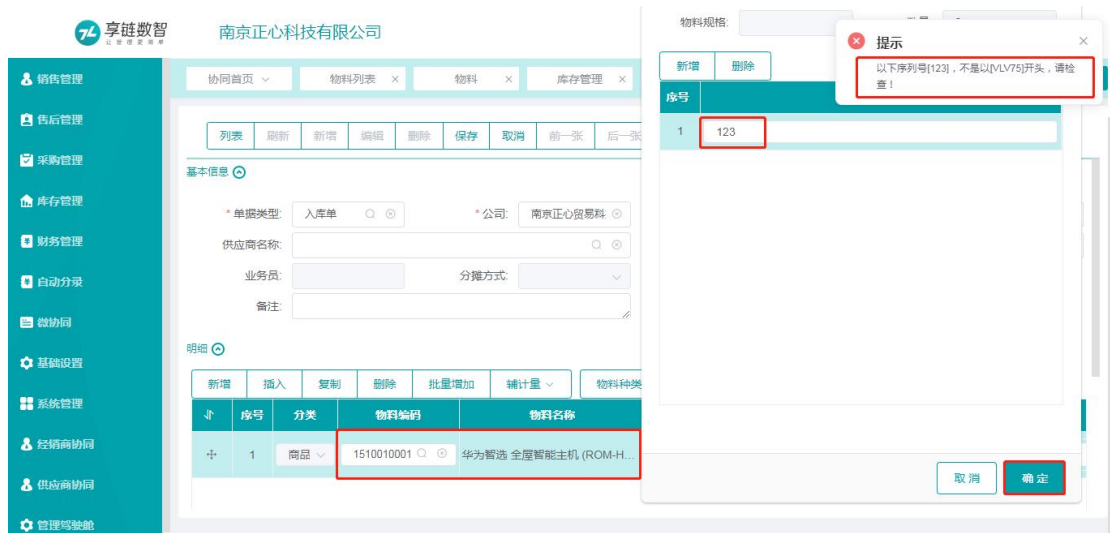 享链数智
让管理更简单
南京正心科技有限公司
销售管理
售后管理
采购管理
库存管理
财务管理
自动分录
微协同
基础设置
系统管理
经销商协同
供应商协同
管理驾驶舱
协同首页
物料列表 ×
物料 ×
库存管理 ×
列表 刷新 新增 编辑 删除 保存 取消 前一张 后一张
基本信息
* 单据类型: 入库单
* 公司: 南京正心贸易科
供应商名称:
业务员:
分摊方式:
备注:
明细
新增 插入 复制 删除 批量增加 辅计量 物料种类
序号 分类 物料编码 物料名称
1 商品 1510010001 华为智选 全屋智能主机 (ROM-H...
物料规格:
新增 删除
序号
1 123
提示 ×
以下序列号[123]，不是以[VLV75]开头，请检
查！
取消 确定